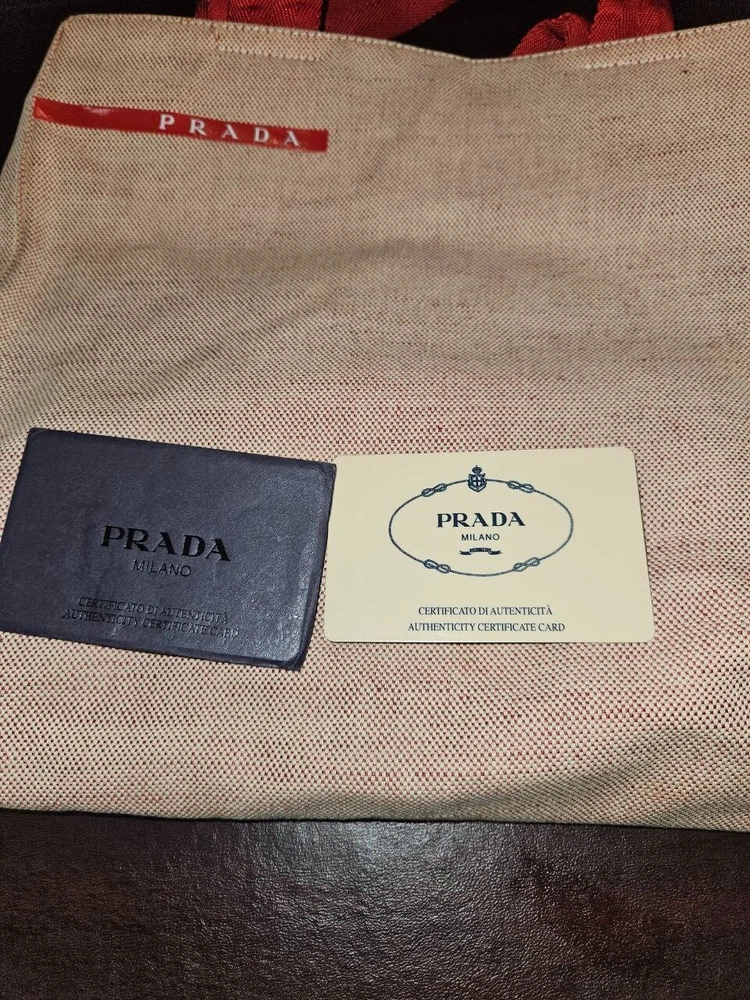 PRADA
PRADA
MILANO
CERTIFICATO DI AUTENTICITÀ
AUTHENTICITY CERTIFICATE CARD
PRADA
MILANO
CERTIFICATO DI AUTENTICITÀ
AUTHENTICITY CERTIFICATE CARD